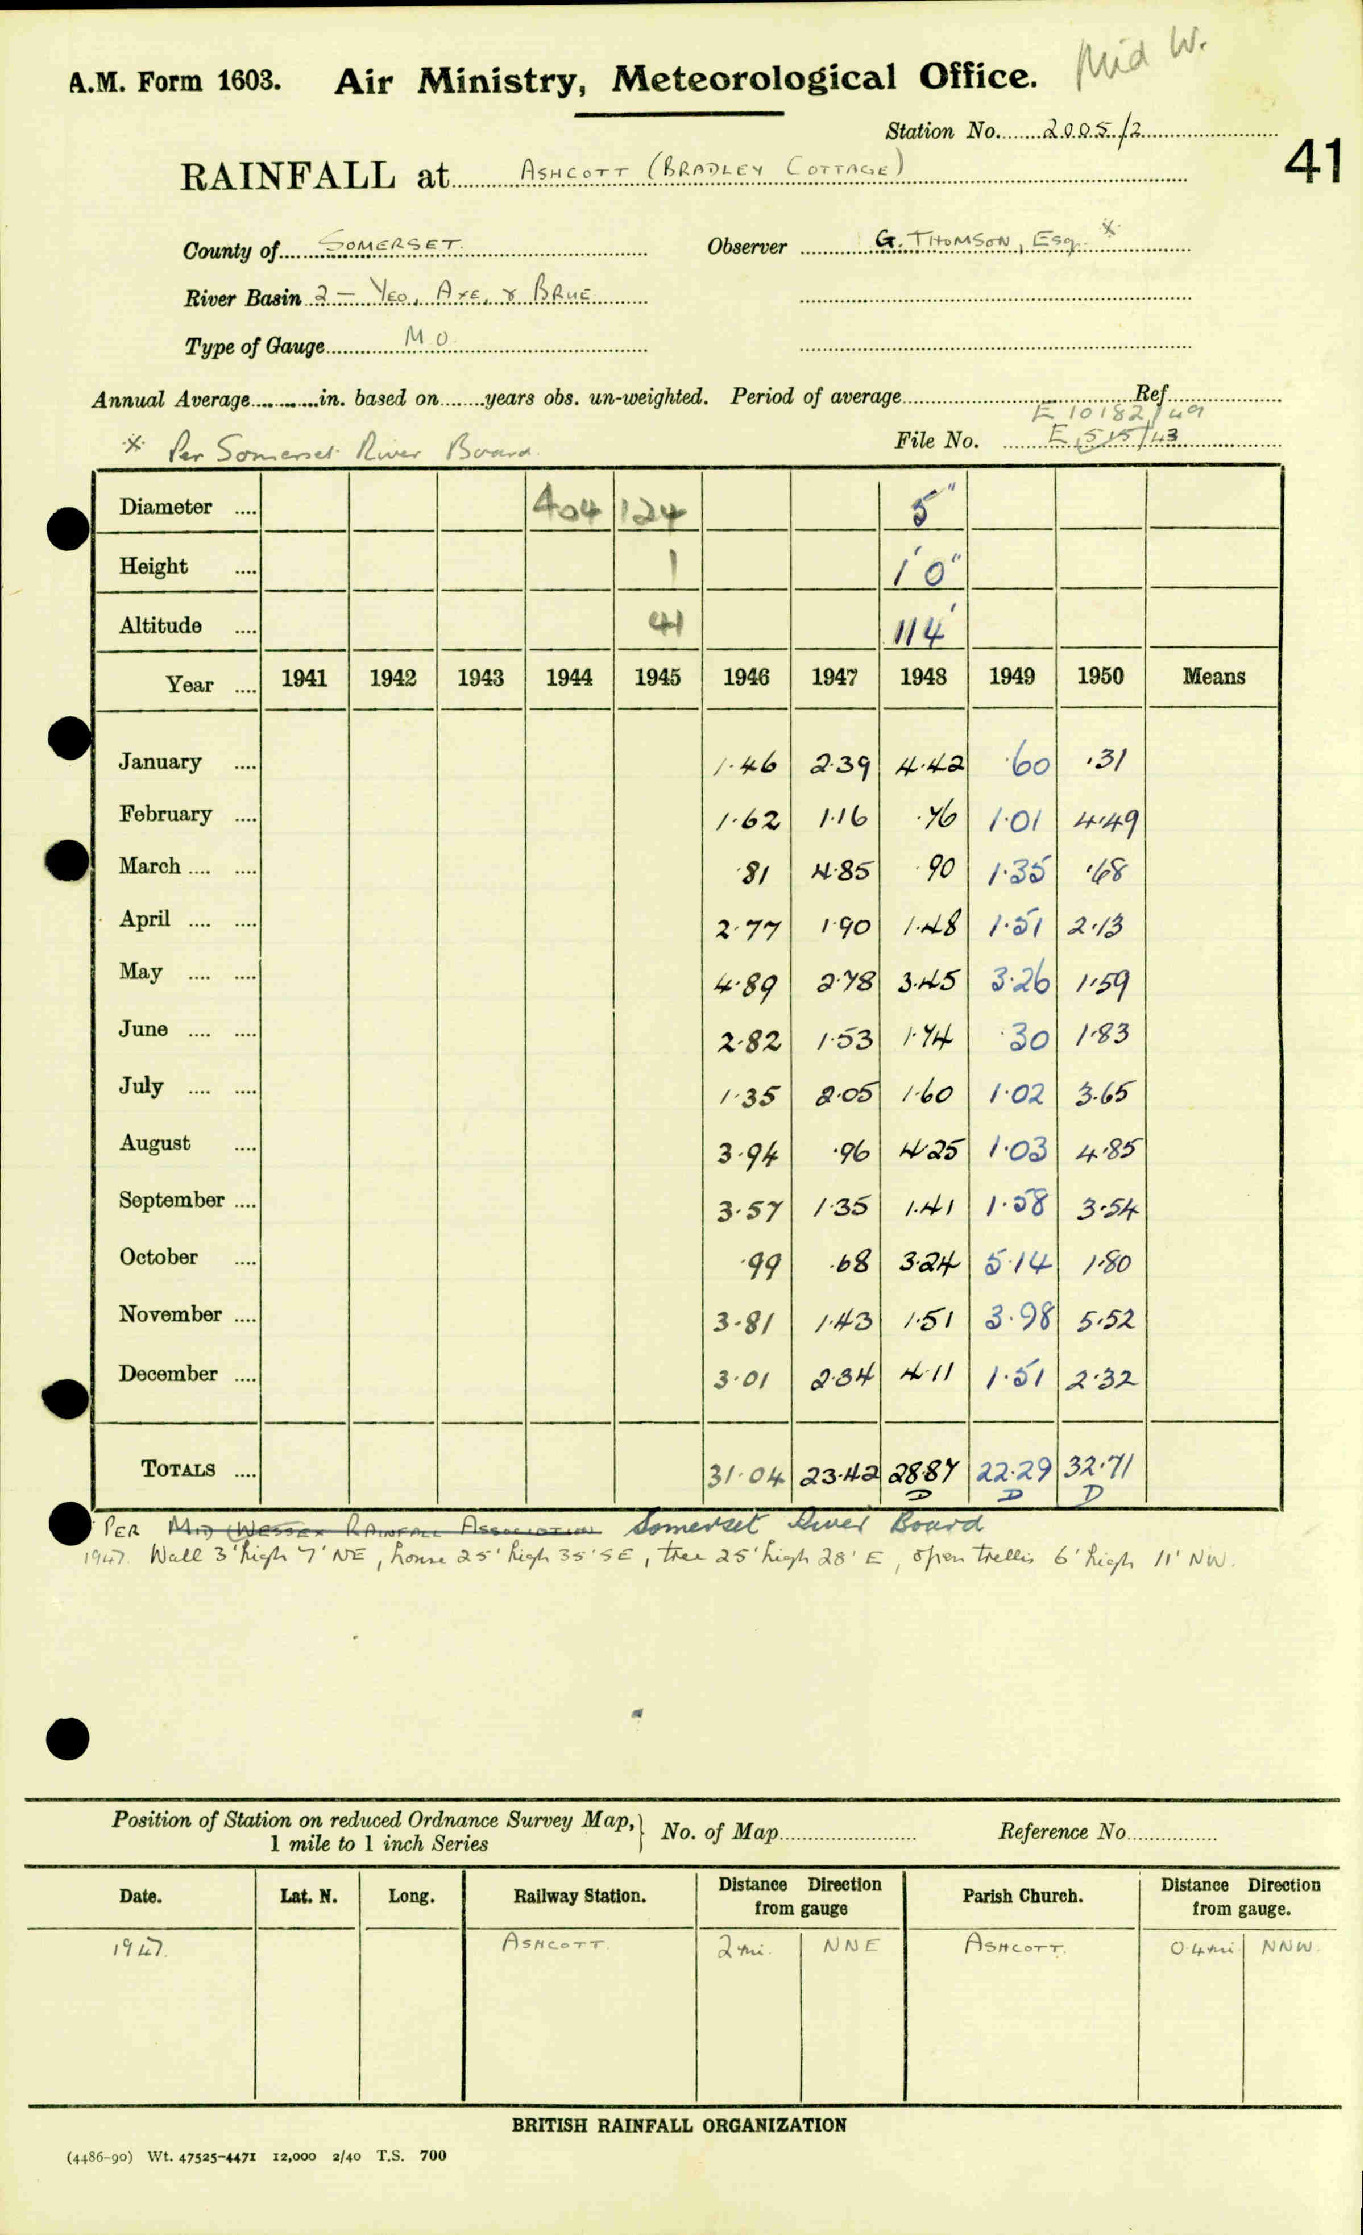 Mid W.
A.M. Form 1603. Air Ministry, Meteorological Office.
Station No. 2005/2
41
RAINFALL at ASHCOTT (BRADLEY COTTAGE)
County of SOMERSET. Observer G. THOMSON, ESq. *
River Basin 2 - YEO, AXE, & BRUE
Type of Gauge M O
Annual Average in. based on years obs. un-weighted. Period of average Ref
E 10182/49
* Per Somerset River Board. File No. E 515/43
Diameter .... 404 124 5"
Height .... 1 1'0"
Altitude .... 41 114'
Year .... 1941 1942 1943 1944 1945 1946 1947 1948 1949 1950 Means
January .... 1.46 2.39 4.42 .60 .31
February .... 1.62 1.16 .76 1.01 4.49
March .... .... .81 4.85 .90 1.35 .68
April .... .... 2.77 1.90 1.48 1.51 2.13
May .... .... 4.89 2.78 3.45 3.26 1.59
June .... .... 2.82 1.53 1.74 .30 1.83
July .... .... 1.35 2.05 1.60 1.02 3.65
August .... 3.94 .96 4.25 1.03 4.85
September .... 3.57 1.35 1.41 1.58 3.54
October .... .99 .68 3.24 5.14 1.80
November .... 3.81 1.43 1.51 3.98 5.52
December .... 3.01 2.34 4.11 1.51 2.32
TOTALS .... 31.04 23.42 28.87 22.29 32.71
D D D
PER MID WESSEX RAINFALL ASSOCIATION Somerset River Board
1947. Wall 3' high 7' NE, house 25' high 35' SE, tree 25' high 28' E, open trellis 6' high 11' NW.
Position of Station on reduced Ordnance Survey Map,} No. of Map Reference No
1 mile to 1 inch Series
Date. Lat. N. Long. Railway Station. Distance Direction from gauge Parish Church. Distance Direction from gauge.
1947. ASHCOTT. 2 mi. NNE ASHCOTT. 0.4 mi NNW.
BRITISH RAINFALL ORGANIZATION
(4486-90) Wt. 47525-4471 12,000 2/40 T.S. 700